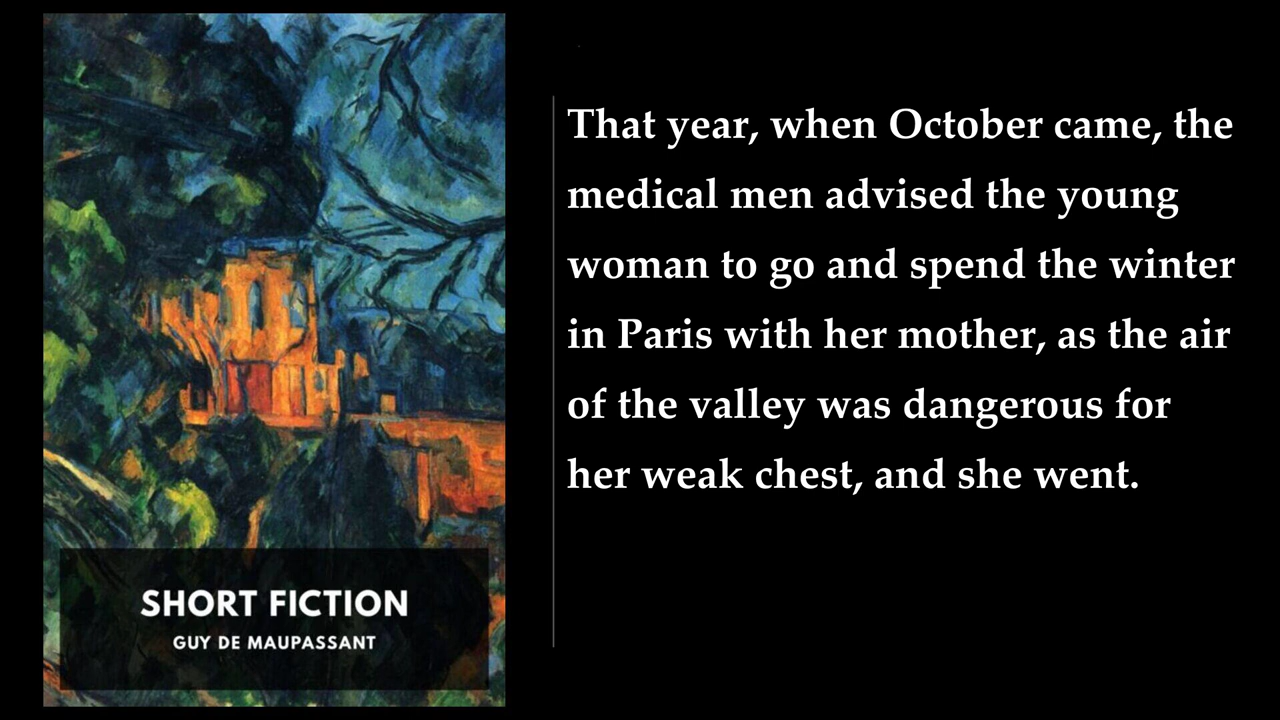 That year, when October came, the
medical men advised the young
woman to go and spend the winter
in Paris with her mother, as the air
of the valley was dangerous for
her weak chest, and she went.
SHORT FICTION
GUY DE MAUPASSANT